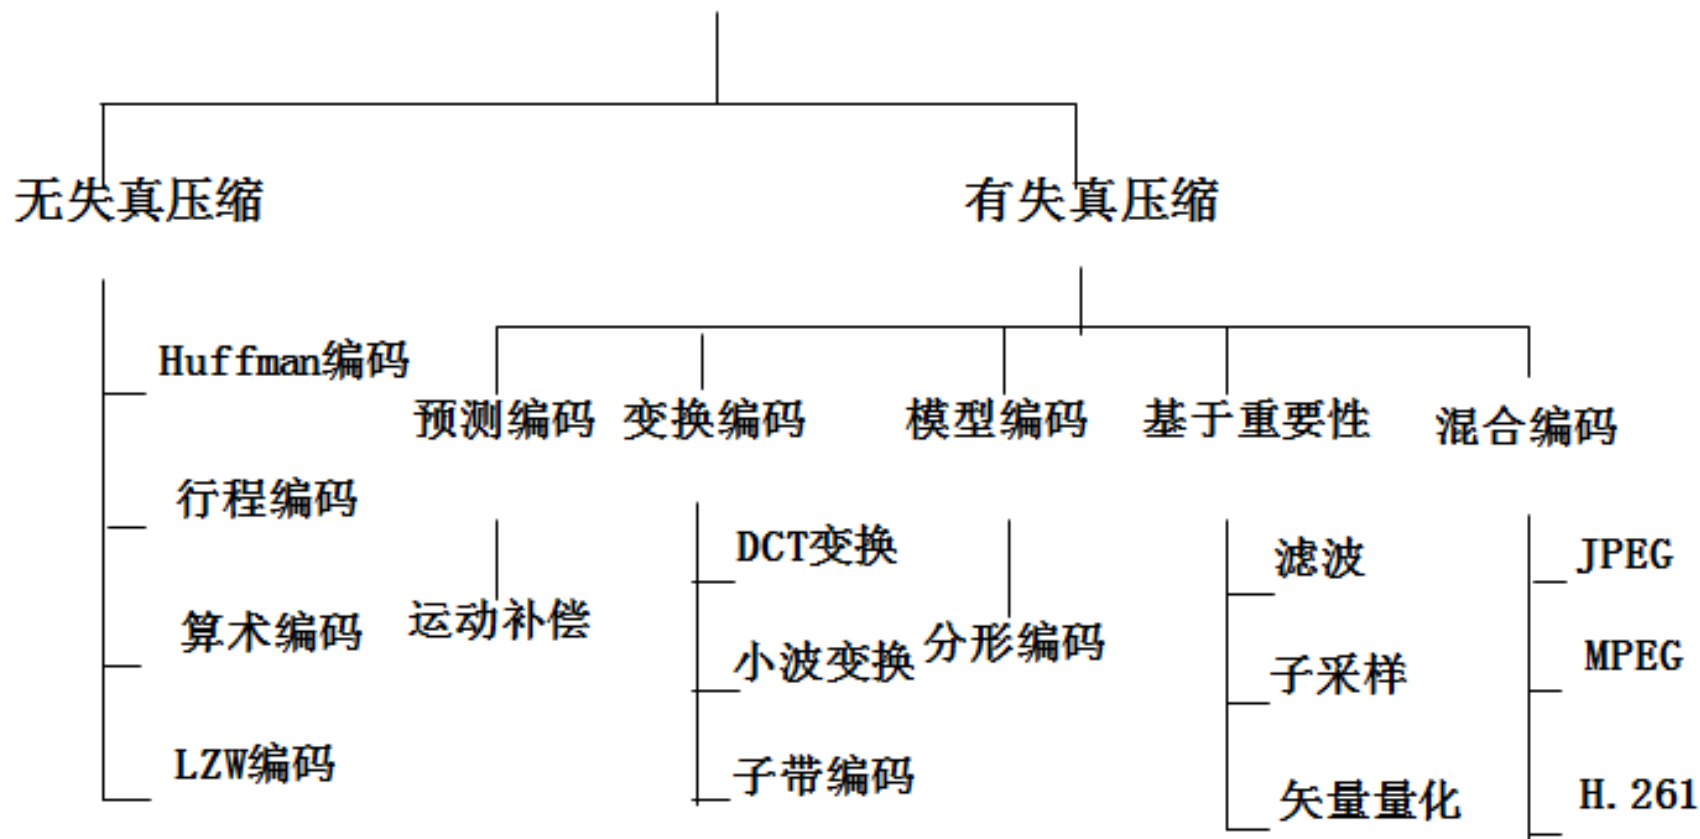 无失真压缩
有失真压缩
Huffman编码
行程编码
算术编码
LZW编码
预测编码
运动补偿
变换编码
DCT变换
小波变换
子带编码
模型编码
分形编码
基于重要性
滤波
子采样
矢量量化
混合编码
JPEG
MPEG
H.261